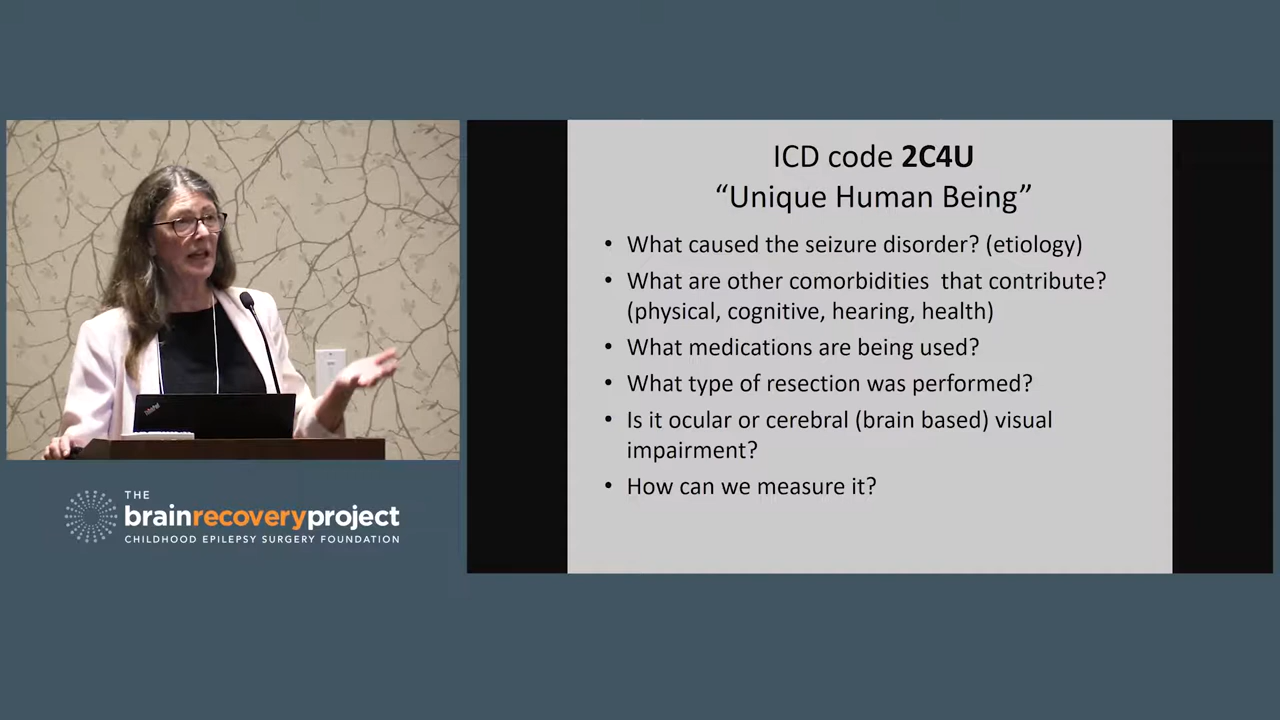 ICD code 2C4U
“Unique Human Being”
• What caused the seizure disorder? (etiology)
• What are other comorbidities  that contribute?
(physical, cognitive, hearing, health)
• What medications are being used?
• What type of resection was performed?
• Is it ocular or cerebral (brain based) visual
impairment?
• How can we measure it?
THE
brainrecoveryproject
CHILDHOOD EPILEPSY SURGERY FOUNDATION